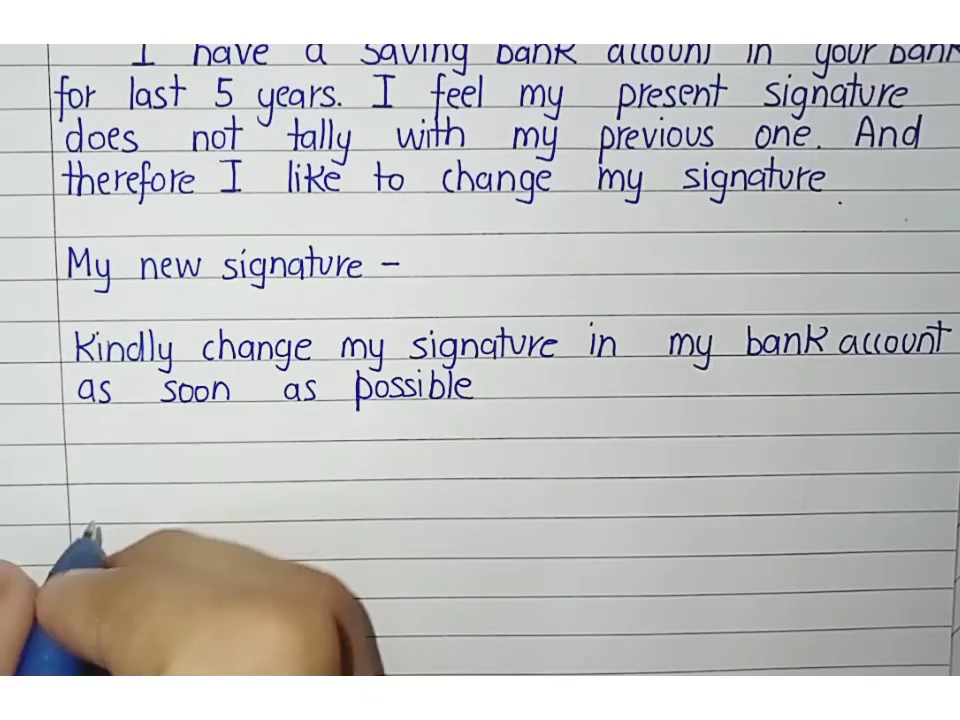 I have a saving bank account in your bank
for last 5 years. I feel my present signature
does not tally with my previous one. And
therefore I like to change my signature.
My new signature -
Kindly change my signature in my bank account
as soon as possible